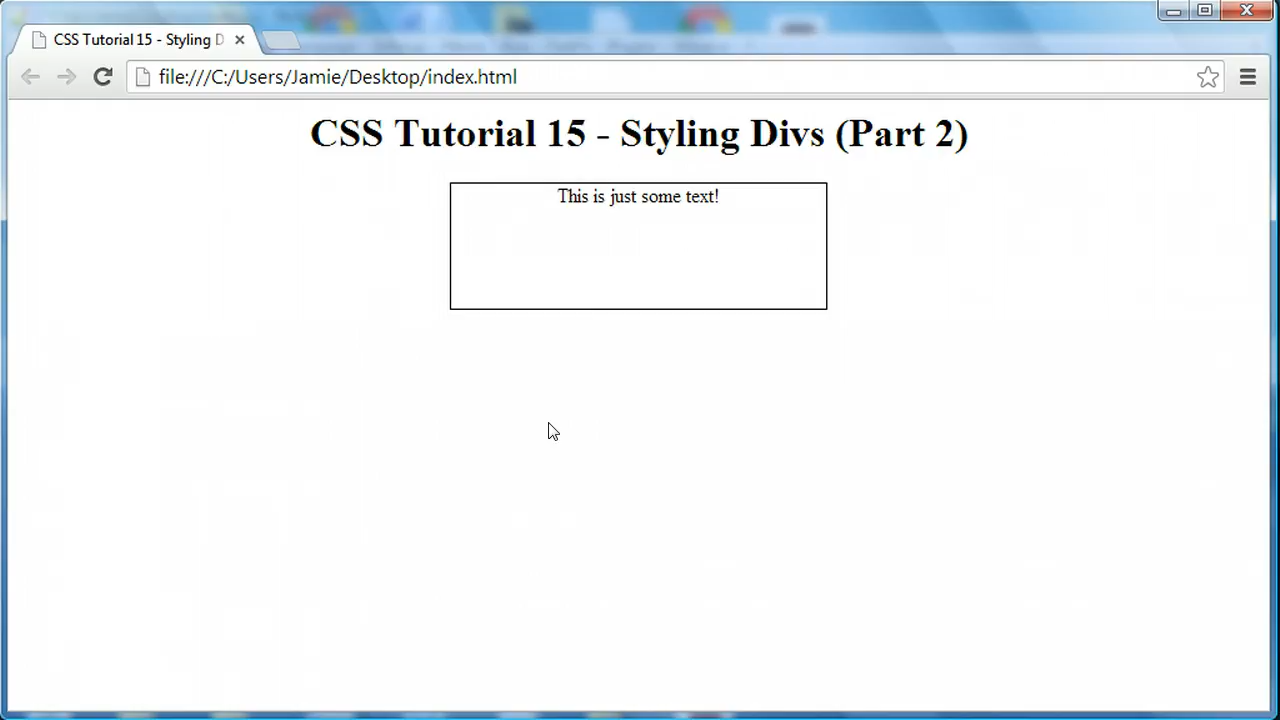 CSS Tutorial 15 - Styling D
file:///C:/Users/Jamie/Desktop/index.html
CSS Tutorial 15 - Styling Divs (Part 2)
This is just some text!